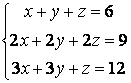 x + y + z = 6
2x + 2y + 2z = 9
3x + 3y + z = 12